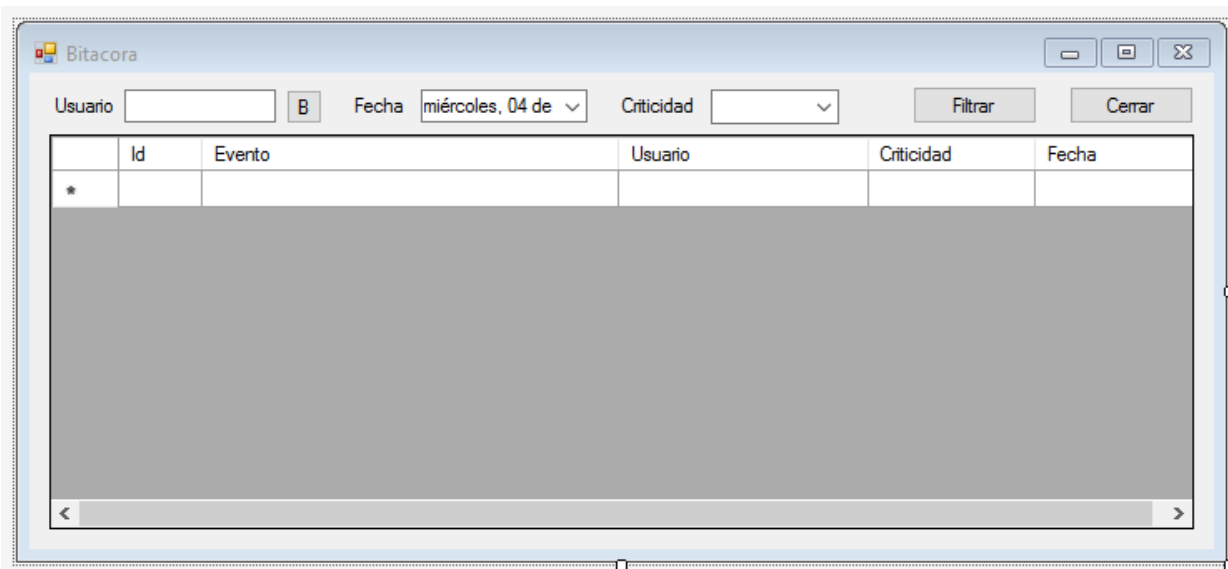 Bitacora
Usuario B Fecha miércoles, 04 de Criticidad Filtrar Cerrar
Id Evento Usuario Criticidad Fecha
*